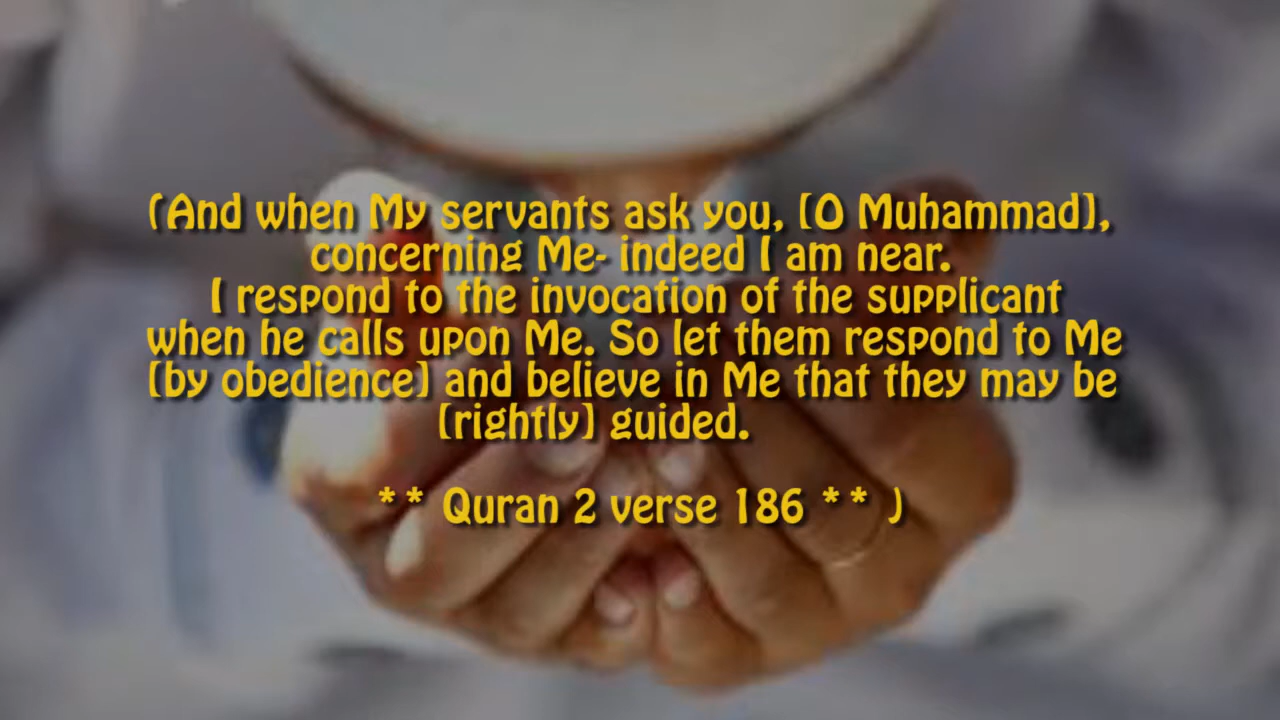 (And when My servants ask you, [O Muhammad],
concerning Me- indeed I am near.
I respond to the invocation of the supplicant
when he calls upon Me. So let them respond to Me
[by obedience] and believe in Me that they may be
[rightly] guided.
** Quran 2 verse 186 ** )